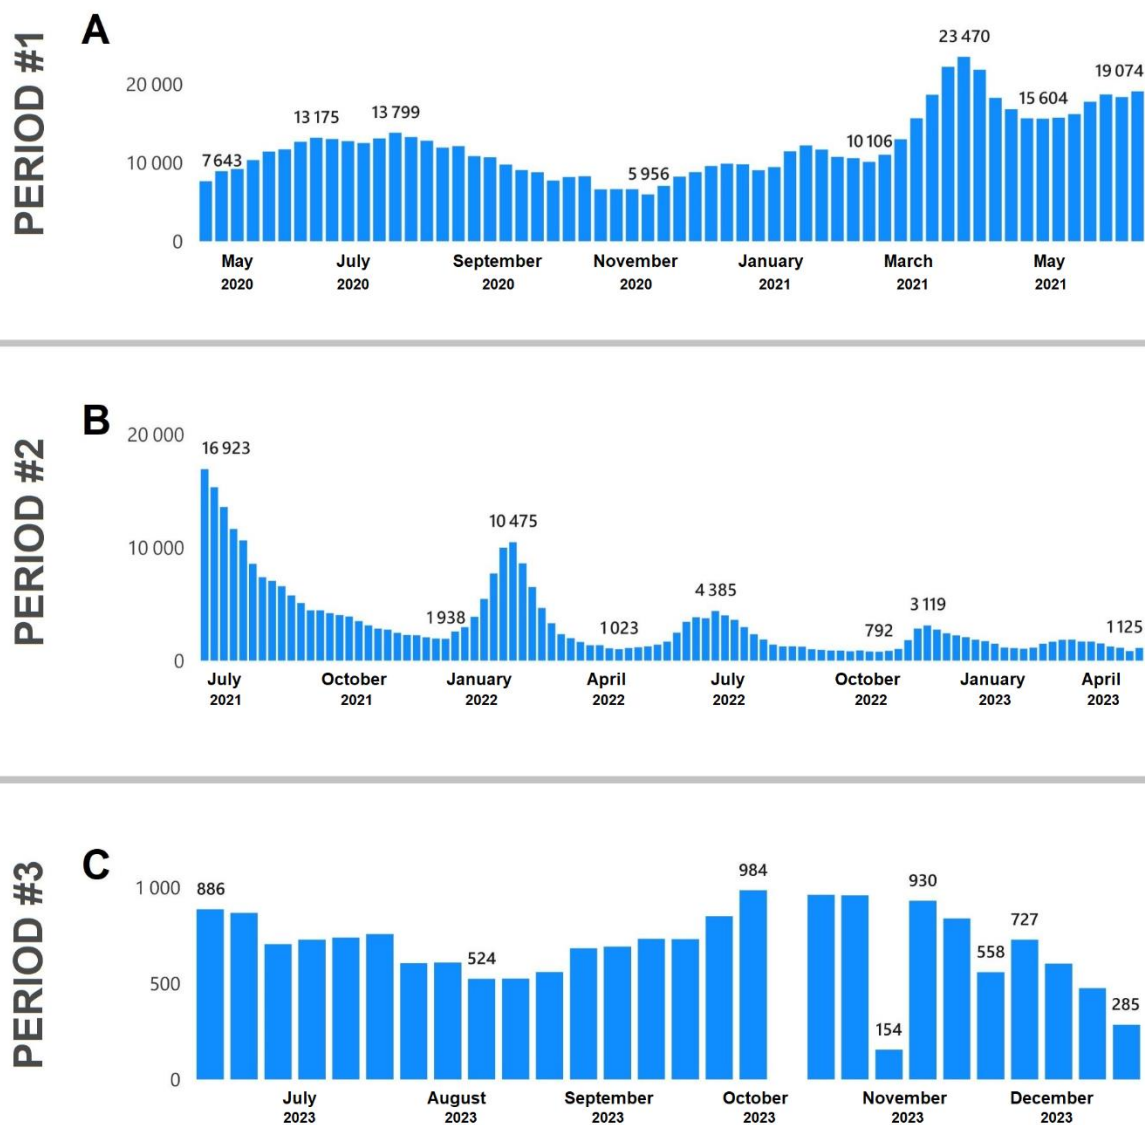 PERIOD #1
A
23 470
20 000
19 074
13 175
13 799
15 604
10 106
10 000
7643
5 956
0
May
July
September
November
January
March
May
2020
2020
2020
2020
2021
2021
2021
PERIOD #2
B
20 000
16 923
10 475
10 000
4 385
3 119
1 938
1 023
792
1 125
0
July
October
January
April
July
October
January
April
2021
2021
2022
2022
2022
2022
2023
2023
PERIOD #3
C
1 000
886
984
930
727
558
524
500
285
154
0
July
August
September
October
November
December
2023
2023
2023
2023
2023
2023